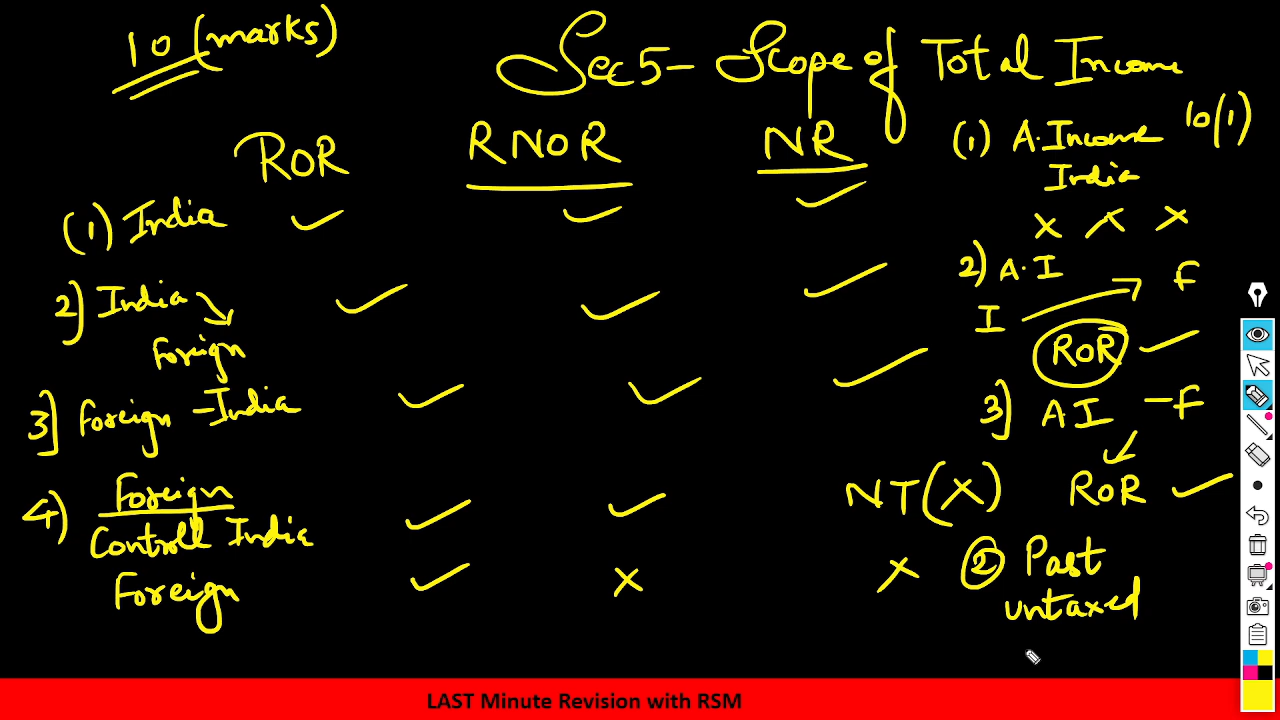 10 (marks)
Sec 5 - Scope of Total Income
ROR RNOR NR
(1) India ✓ ✓ ✓
2) India → Foreign ✓ ✓ ✓
3] Foreign - India ✓ ✓ ✓
4) Foreign
Controll India ✓ ✓ NT(X)
Foreign ✓ X X
(1) A. Income 10(1)
India
X X X
2) A. I
I → F
ROR ✓
3) AI - F
ROR ✓
② Past
untaxed
LAST Minute Revision with RSM